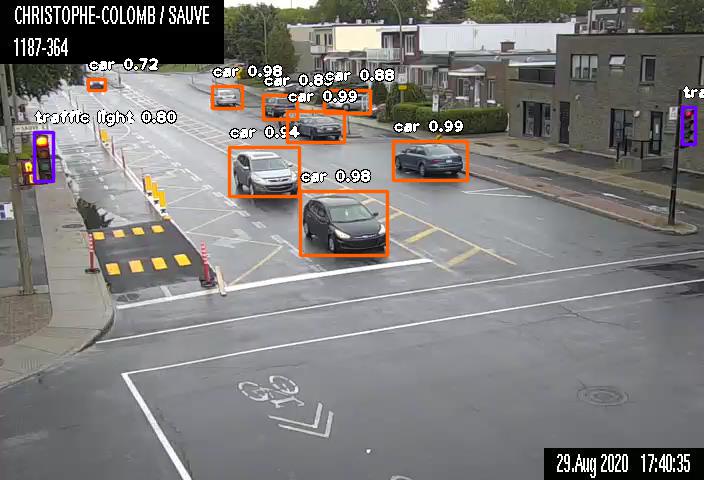 CHRISTOPHE-COLOMB / SAUVE
1187-364
car 0.72
car 0.98
car 0.88
car 0.99
traffic light 0.80
car 0.94
car 0.99
car 0.98
tra
29.Aug 2020 17:40:35